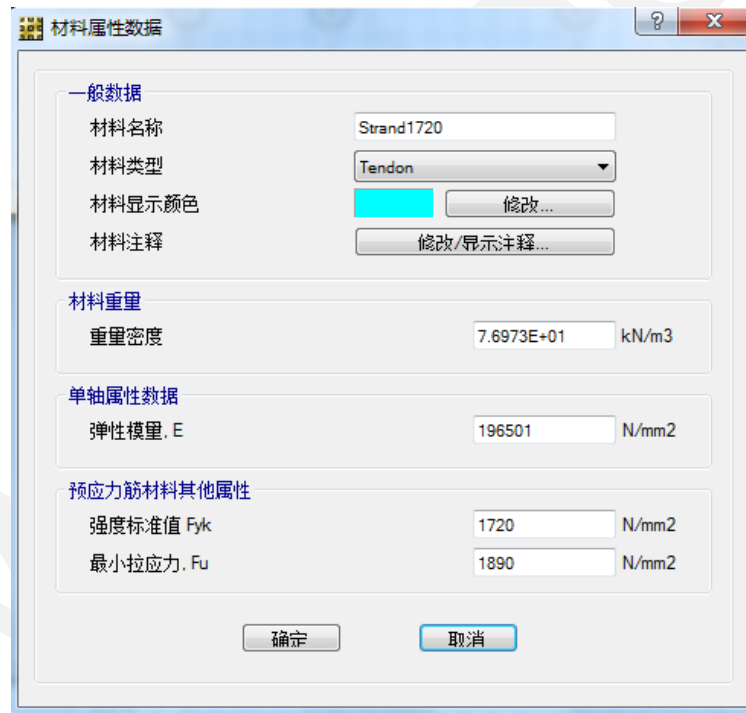 材料属性数据
一般数据
材料名称 Strand1720
材料类型 Tendon
材料显示颜色 修改...
材料注释 修改/显示注释...
材料重量
重量密度 7.6973E+01 kN/m3
单轴属性数据
弹性模量, E 196501 N/mm2
预应力筋材料其他属性
强度标准值 Fyk 1720 N/mm2
最小拉应力, Fu 1890 N/mm2
确定 取消